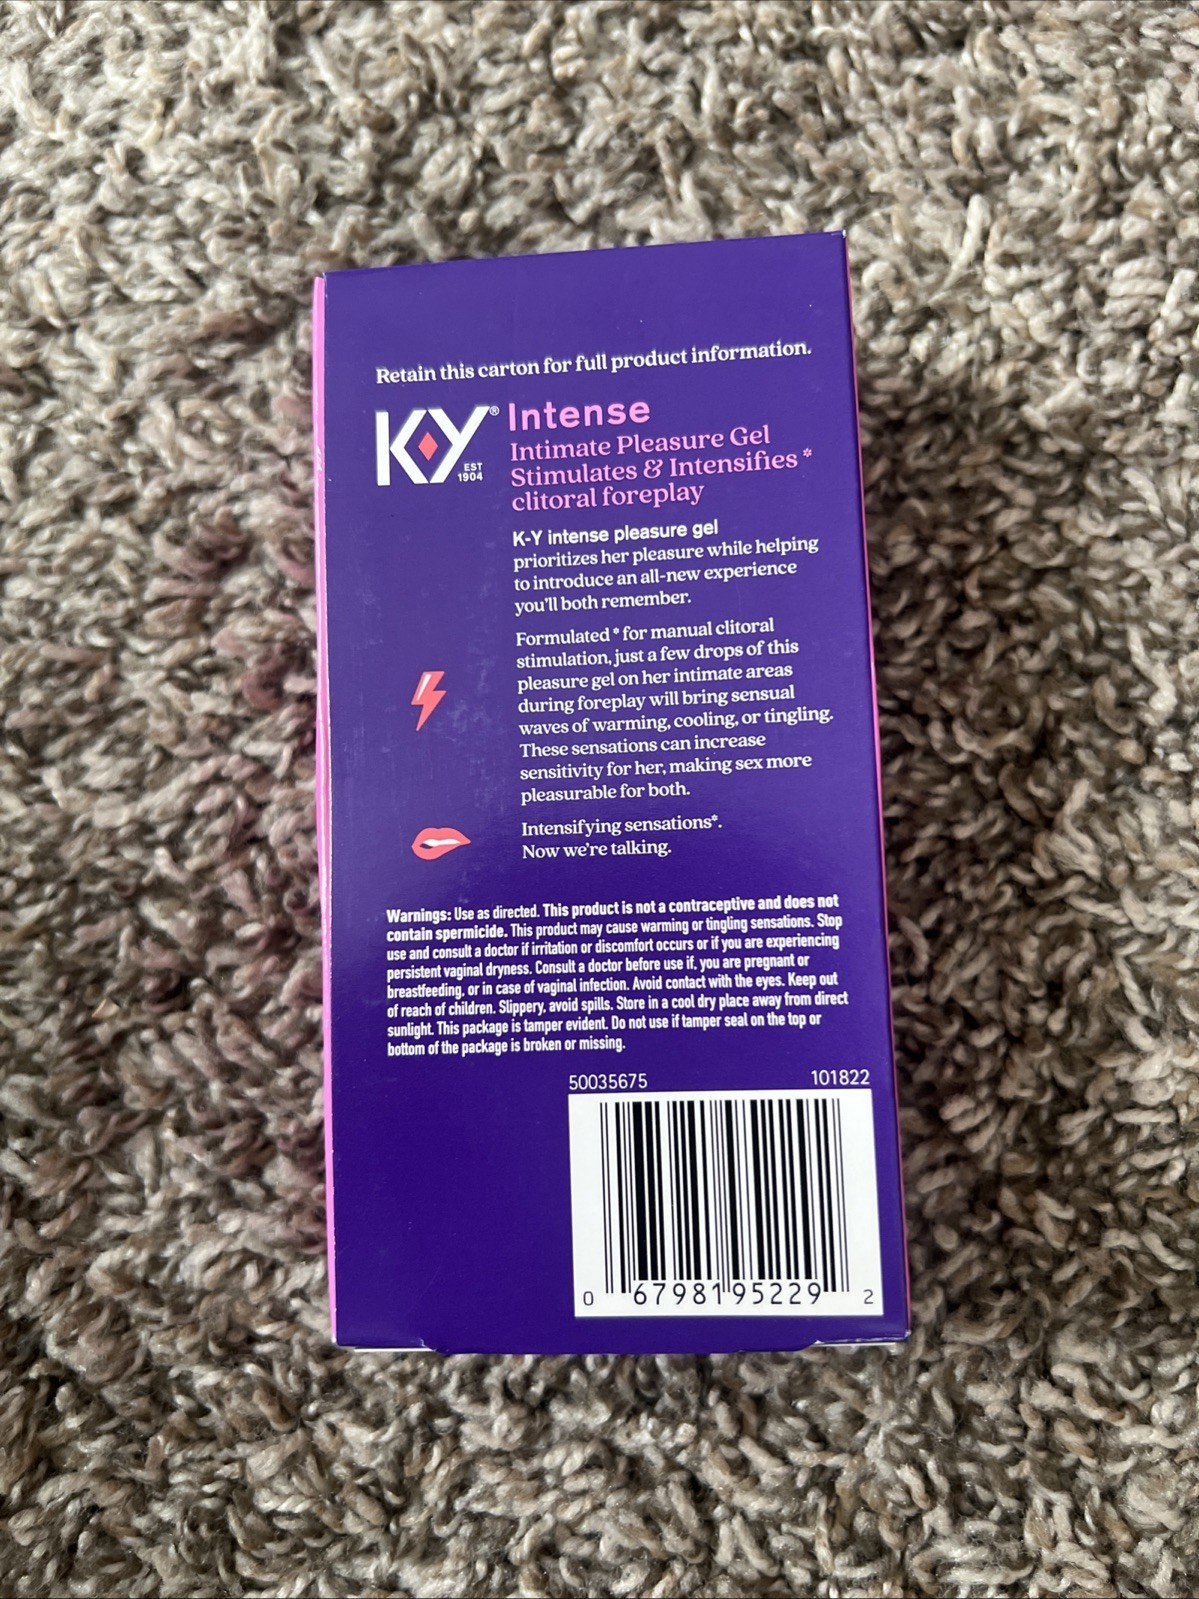 Retain this carton for full product information.
K-Y® Intense
EST
1904
Intimate Pleasure Gel
Stimulates & Intensifies *
clitoral foreplay
K-Y intense pleasure gel
prioritizes her pleasure while helping
to introduce an all-new experience
you'll both remember.
Formulated * for manual clitoral
stimulation, just a few drops of this
pleasure gel on her intimate areas
during foreplay will bring sensual
waves of warming, cooling, or tingling.
These sensations can increase
sensitivity for her, making sex more
pleasurable for both.
Intensifying sensations*.
Now we're talking.
Warnings: Use as directed. This product is not a contraceptive and does not
contain spermicide. This product may cause warming or tingling sensations. Stop
use and consult a doctor if irritation or discomfort occurs or if you are experiencing
persistent vaginal dryness. Consult a doctor before use if, you are pregnant or
breastfeeding, or in case of vaginal infection. Avoid contact with the eyes. Keep out
of reach of children. Slippery, avoid spills. Store in a cool dry place away from direct
sunlight. This package is tamper evident. Do not use if tamper seal on the top or
bottom of the package is broken or missing.
50035675 101822
0 67981 95229 2